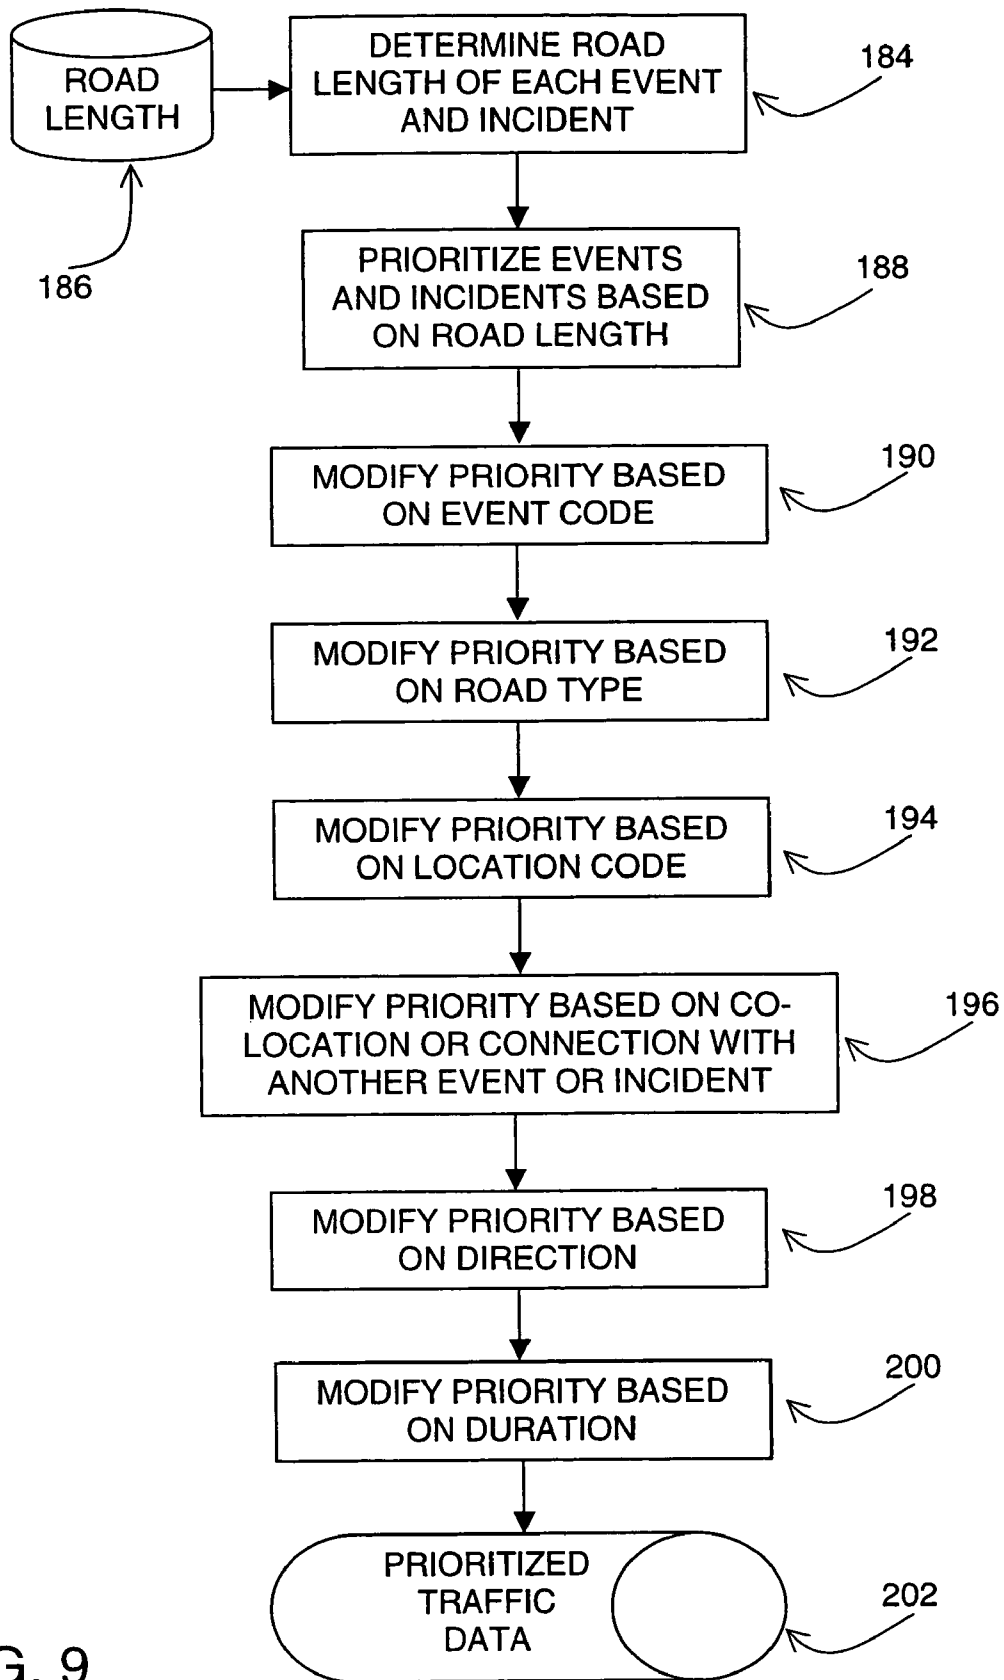 ROAD
LENGTH
DETERMINE ROAD
LENGTH OF EACH EVENT
AND INCIDENT
184
186
PRIORITIZE EVENTS
AND INCIDENTS BASED
ON ROAD LENGTH
188
MODIFY PRIORITY BASED
ON EVENT CODE
190
MODIFY PRIORITY BASED
ON ROAD TYPE
192
MODIFY PRIORITY BASED
ON LOCATION CODE
194
MODIFY PRIORITY BASED ON CO-
LOCATION OR CONNECTION WITH
ANOTHER EVENT OR INCIDENT
196
MODIFY PRIORITY BASED
ON DIRECTION
198
MODIFY PRIORITY BASED
ON DURATION
200
PRIORITIZED
TRAFFIC
DATA
202
G. 9